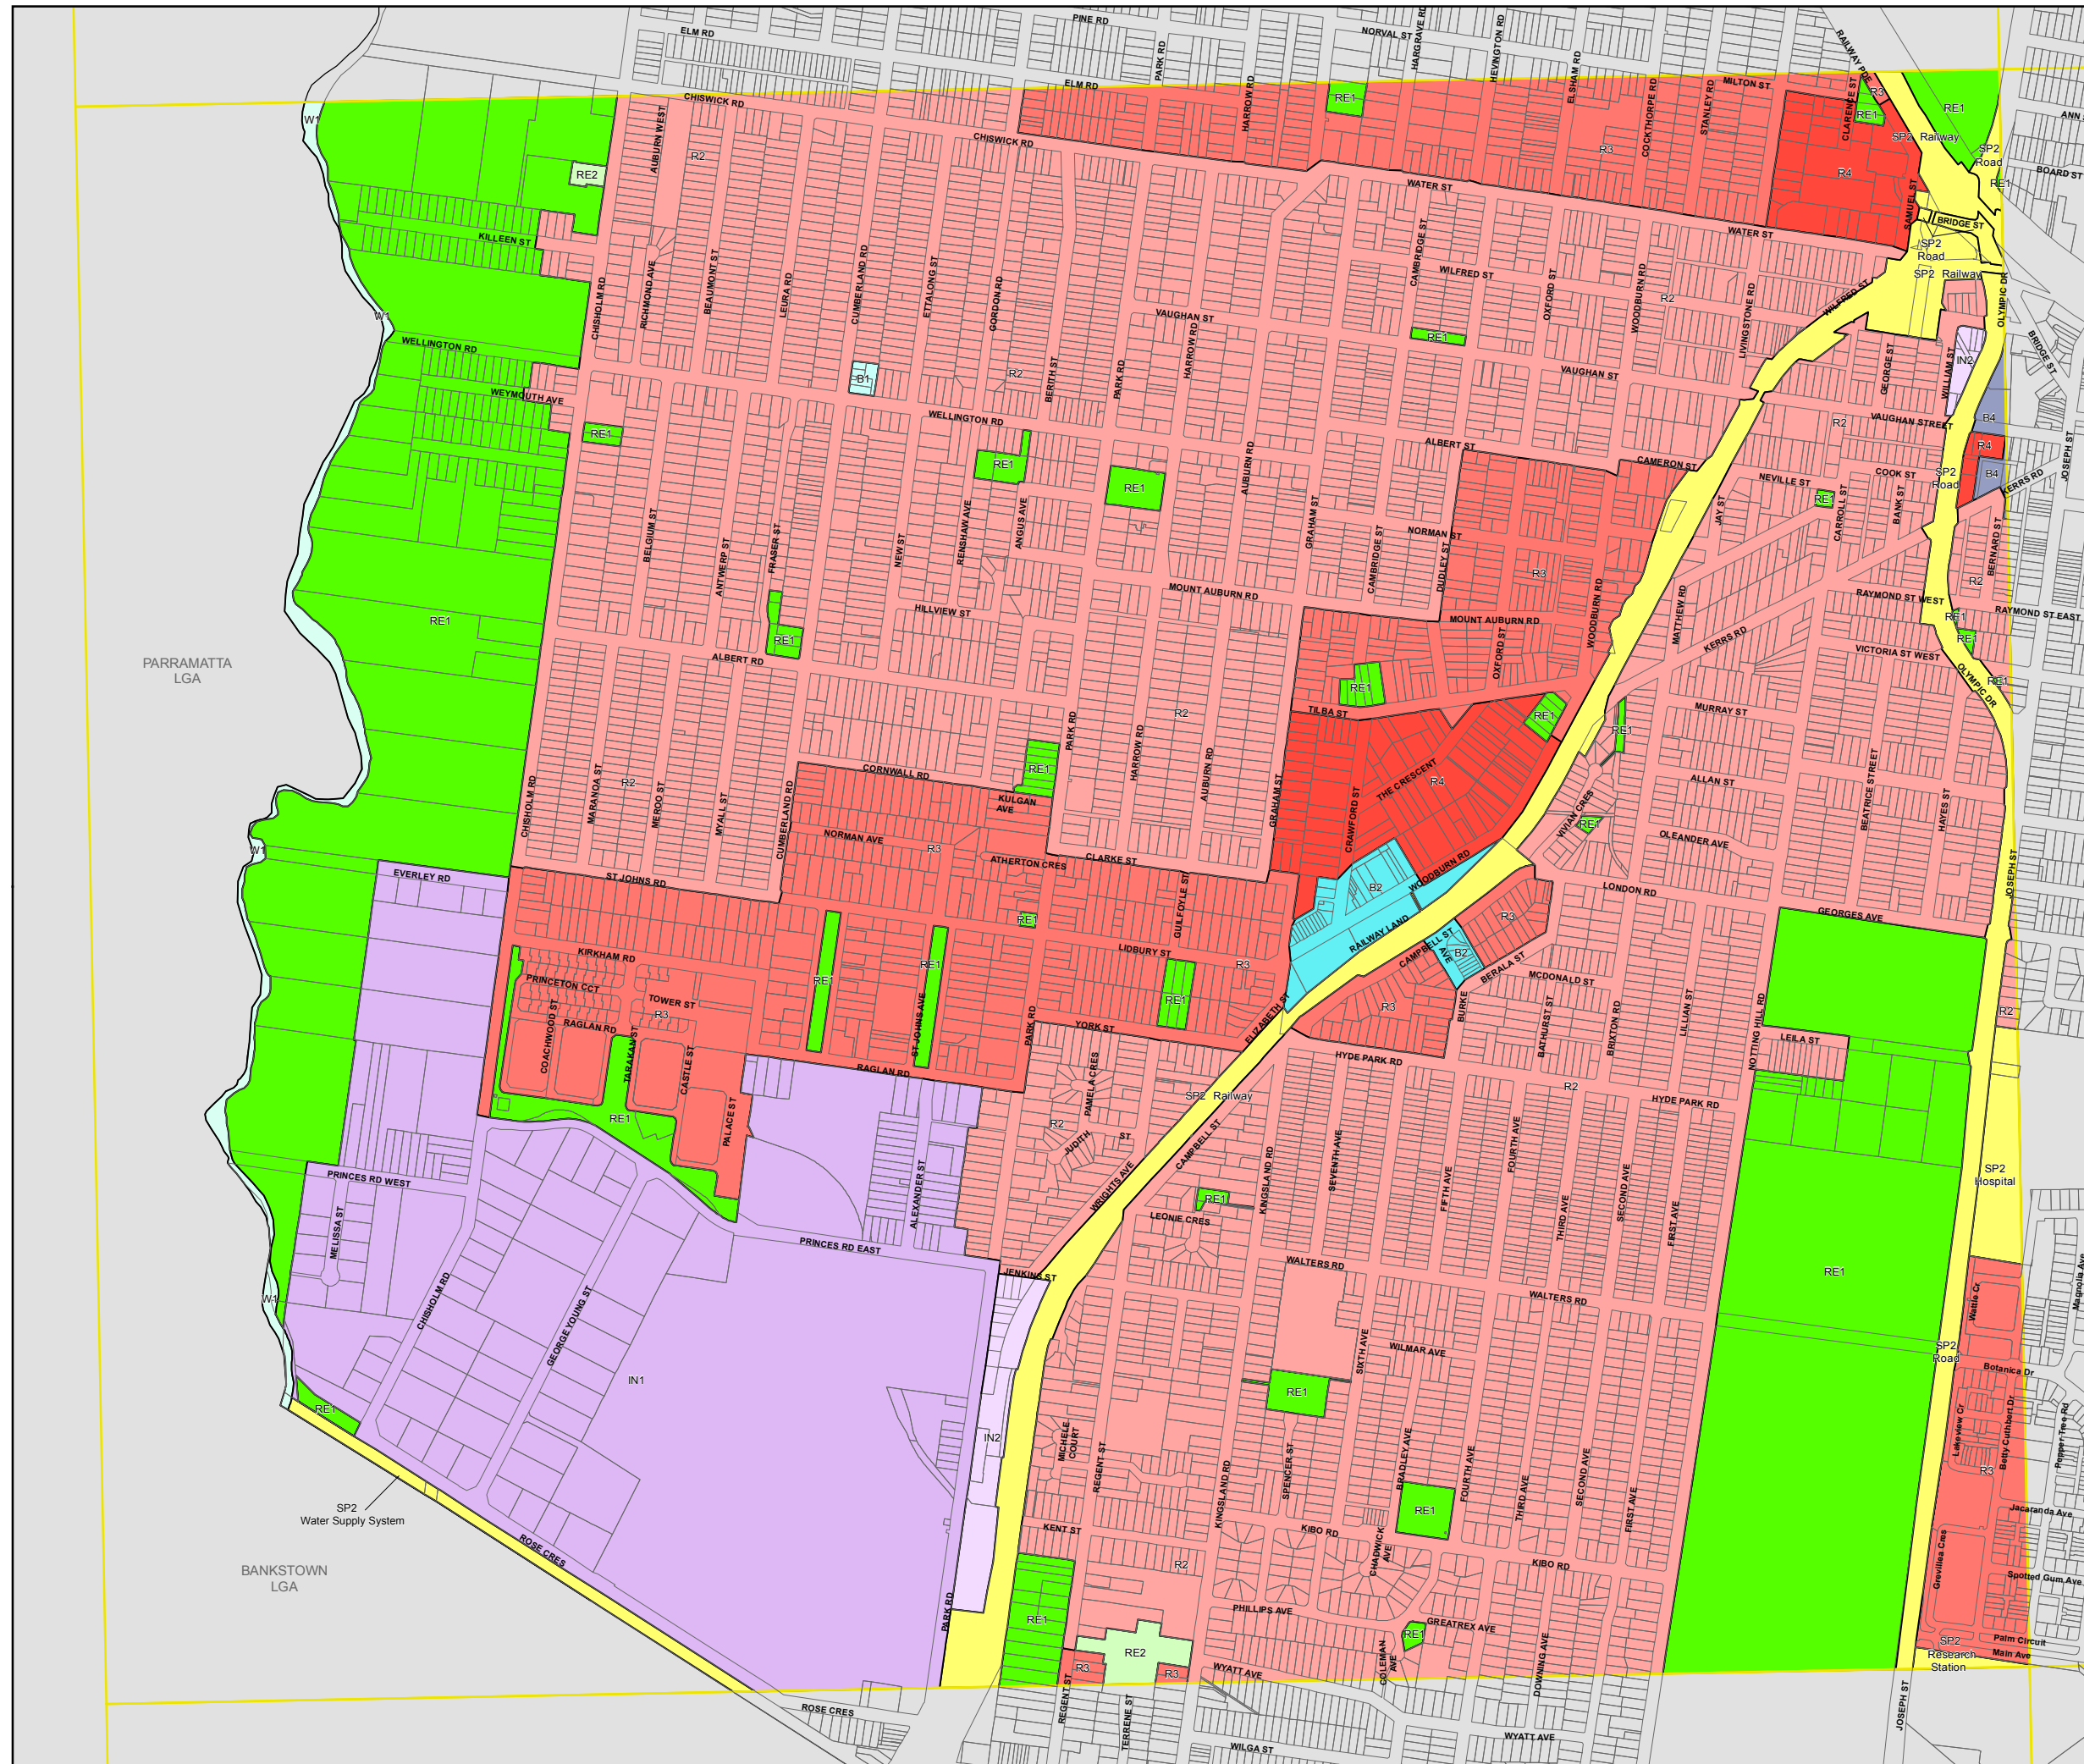 PINE RD
ELM RD
PARK RD
NORVAL ST
HARGRAVE RD
HEVINGTON RD
ELSHAM RD
RAILWAY PDE
ELM RD
CHISWICK RD
HARROW RD
RE1
COCKTHORPE RD
STANLEY RD
MILTON ST
CLARENCE ST
R3
RE1
RE1
ANN
W1
AUBURN WEST
R2
CHISWICK RD
R3
SP2 Railway
SP2
Road
BOARD ST
RE2
WATER ST
R4
RE1
SAMUEL ST
BRIDGE ST
KILLEEN ST
WATER ST
SP2
Road
SP2 Railway
CHISHOLM RD
RICHMOND AVE
BEAUMONT ST
LEURA RD
CUMBERLAND RD
ETTALONG ST
GORDON RD
CAMBRIDGE ST
WILFRED ST
OXFORD ST
WOODBURN RD
R2
LIVINGSTONE RD
WILFRED ST
OLYMPIC DR
W1
VAUGHAN ST
HARROW RD
RE1
WELLINGTON RD
B1
R2
BERITH ST
PARK RD
VAUGHAN ST
GEORGE ST
WILLIAM ST
IN2
BRIDGE ST
WEYMOUTH AVE
RE1
WELLINGTON RD
R2
VAUGHAN STREET
B4
R4
JOSEPH ST
RE1
RE1
AUBURN RD
ALBERT ST
CAMERON ST
NEVILLE ST
COOK ST
SP2
Road
B4
KERRS RD
RE1
BELGIUM ST
ANTWERP ST
FRASER ST
NEW ST
RENSHAW AVE
ANGUS AVE
GRAHAM ST
CAMBRIDGE ST
NORMAN ST
DUDLEY ST
R3
JAY ST
CARROLL ST
BANK ST
BERNARD ST
MOUNT AUBURN RD
R2
RE1
HILLVIEW ST
RE1
MOUNT AUBURN RD
OXFORD ST
WOODBURN RD
MATTHEW RD
KERRS RD
RAYMOND ST WEST
RE1
RAYMOND ST EAST
RE1
PARRAMATTA
LGA
ALBERT RD
VICTORIA ST WEST
RE1
OLYMPIC DR
RE1
R2
TILBA ST
RE1
RE1
MURRAY ST
CHISHOLM RD
MARANOA ST
R2
MEROO ST
MYALL ST
CUMBERLAND RD
CORNWALL RD
RE1
PARK RD
HARROW RD
AUBURN RD
GRAHAM ST
THE CRESCENT
R4
ALLAN ST
BEATRICE STREET
HAYES ST
KULGAN
AVE
CRAWFORD ST
VIVIAN CRES
RE1
W1
NORMAN AVE
R3
ATHERTON CRES
CLARKE ST
OLEANDER AVE
JOSEPH ST
EVERLEY RD
ST JOHNS RD
B2
WOODBURN RD
LONDON RD
GUILFOYLE ST
RE1
R3
GEORGES AVE
RAILWAY LAND
KIRKHAM RD
RE1
RE1
LIDBURY ST
R3
CAMPBELL ST
AVE
B2
BERALA ST
MCDONALD ST
PRINCETON CCT
TOWER ST
R3
RE1
R3
BURKE
BATHURST ST
BRIXTON RD
LILLIAN ST
NOTTING HILL RD
R2
COACHWOOD ST
RAGLAN RD
TARAKAN ST
CASTLE ST
ST JOHNS AVE
PARK RD
YORK ST
ELIZABETH ST
LEILA ST
RAGLAN RD
HYDE PARK RD
R2
PAMELA CRES
SP2 Railway
HYDE PARK RD
RE1
PALACE ST
R2
JUDITH
ST
CAMPBELL ST
KINGSLAND RD
SEVENTH AVE
FIFTH AVE
FOURTH AVE
THIRD AVE
SECOND AVE
FIRST AVE
PRINCES RD WEST
ALEXANDER ST
WRIGHTS AVE
RE1
SP2
Hospital
MELISSA ST
LEONIE CRES
PRINCES RD EAST
WALTERS RD
RE1
JENKINS ST
WALTERS RD
Magnolia Ave
W1
CHISHOLM RD
GEORGE YOUNG ST
Wattle Cr
SIXTH AVE
WILMAR AVE
SP2
Road
Botanica Dr
IN1
RE1
RE1
IN2
MICHELE
COURT
REGENT ST
KINGSLAND RD
SPENCER ST
BRADLEY AVE
FOURTH AVE
THIRD AVE
SECOND AVE
FIRST AVE
Lakeview Cr
Betty Cuthbert Dr
Pepper Tree Rd
R3
SP2
Water Supply System
RE1
Jacaranda Ave
ROSE CRES
KENT ST
KIBO RD
CHADWICK
AVE
KIBO RD
BANKSTOWN
LGA
R2
Grevillea Cres
Spotted Gum Ave
PARK RD
RE1
PHILLIPS AVE
RE1
GREATREX AVE
RE2
R3
R3
WYATT AVE
COLEMAN
AVE
DOWNING AVE
SP2
Research
Station
Palm Circuit
Main Ave
ROSE CRES
REGENT ST
TERRENE ST
WILGA ST
WYATT AVE
JOSEPH ST